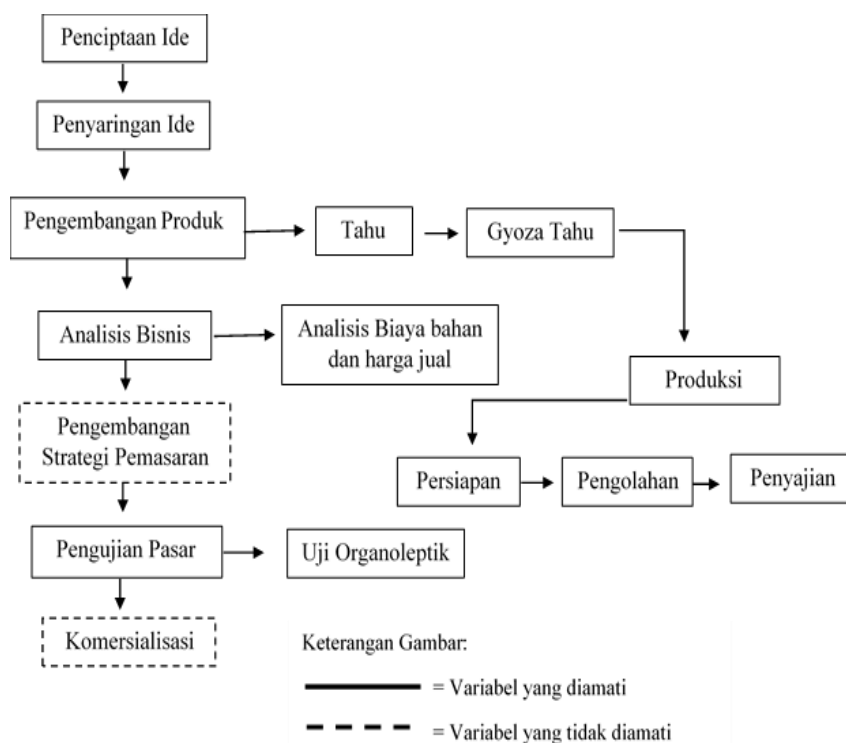 Penciptaan Ide
Penyaringan Ide
Pengembangan Produk
Tahu
Gyoza Tahu
Analisis Bisnis
Analisis Biaya bahan
dan harga jual
Produksi
Pengembangan
Strategi Pemasaran
Persiapan
Pengolahan
Penyajian
Pengujian Pasar
Uji Organoleptik
Komersialisasi
Keterangan Gambar:
= Variabel yang diamati
= Variabel yang tidak diamati